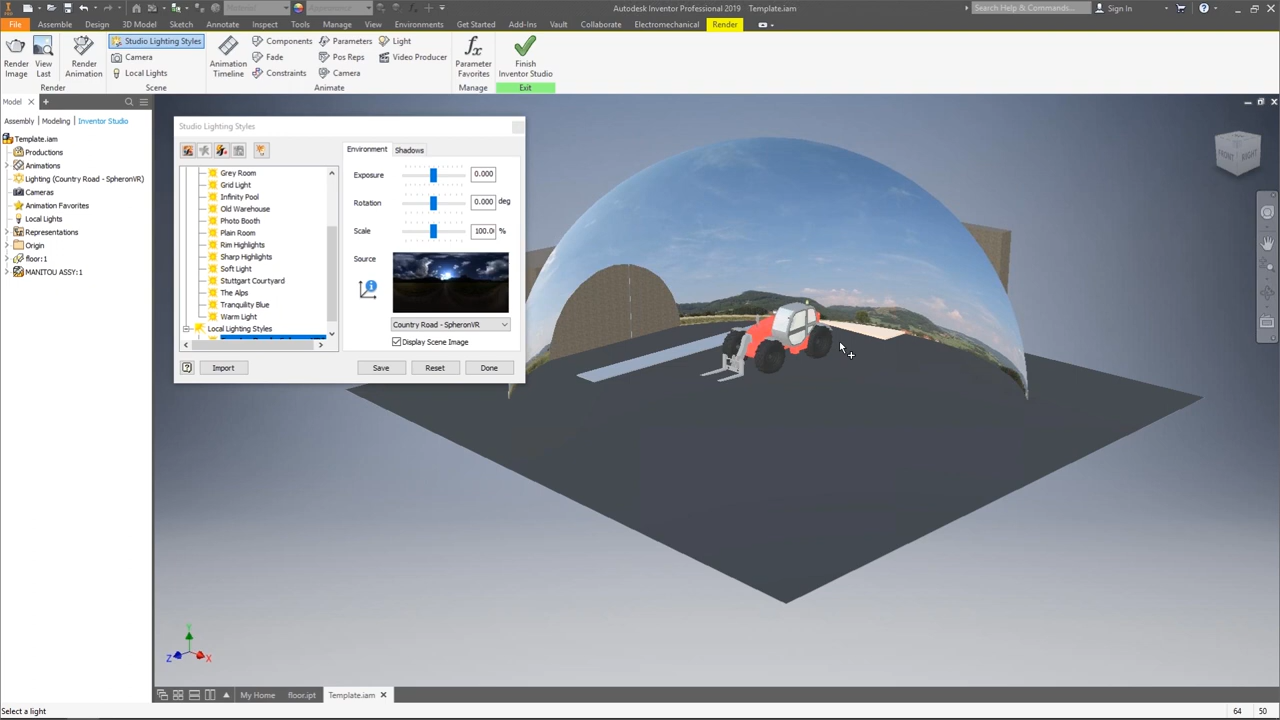 Material
Appearance
Autodesk Inventor Professional 2019 Template.iam
Search Help & Commands...
Sign In
File Assemble Design 3D Model Sketch Annotate Inspect Tools Manage View Environments Get Started Add-Ins Vault Collaborate Electromechanical Render
Render Image
View Last
Render Animation
Studio Lighting Styles
Camera
Local Lights
Animation Timeline
Components
Fade
Constraints
Parameters
Pos Reps
Camera
Light
Video Producer
Parameter Favorites
Finish Inventor Studio
Render Scene Animate Manage Exit
Model
Assembly Modeling Inventor Studio
Template.iam
Productions
Animations
Lighting (Country Road - SpheronVR)
Cameras
Animation Favorites
Local Lights
Representations
Origin
floor:1
MANITOU ASSY:1
Studio Lighting Styles
Grey Room
Grid Light
Infinity Pool
Old Warehouse
Photo Booth
Plain Room
Rim Highlights
Sharp Highlights
Soft Light
Stuttgart Courtyard
The Alps
Tranquility Blue
Warm Light
Local Lighting Styles
Environment Shadows
Exposure 0.000
Rotation 0.000 deg
Scale 100.0 %
Source
Country Road - SpheronVR
Display Scene Image
Import Save Reset Done
FRONT RIGHT
Y
Z X
My Home floor.ipt Template.iam
Select a light 64 50